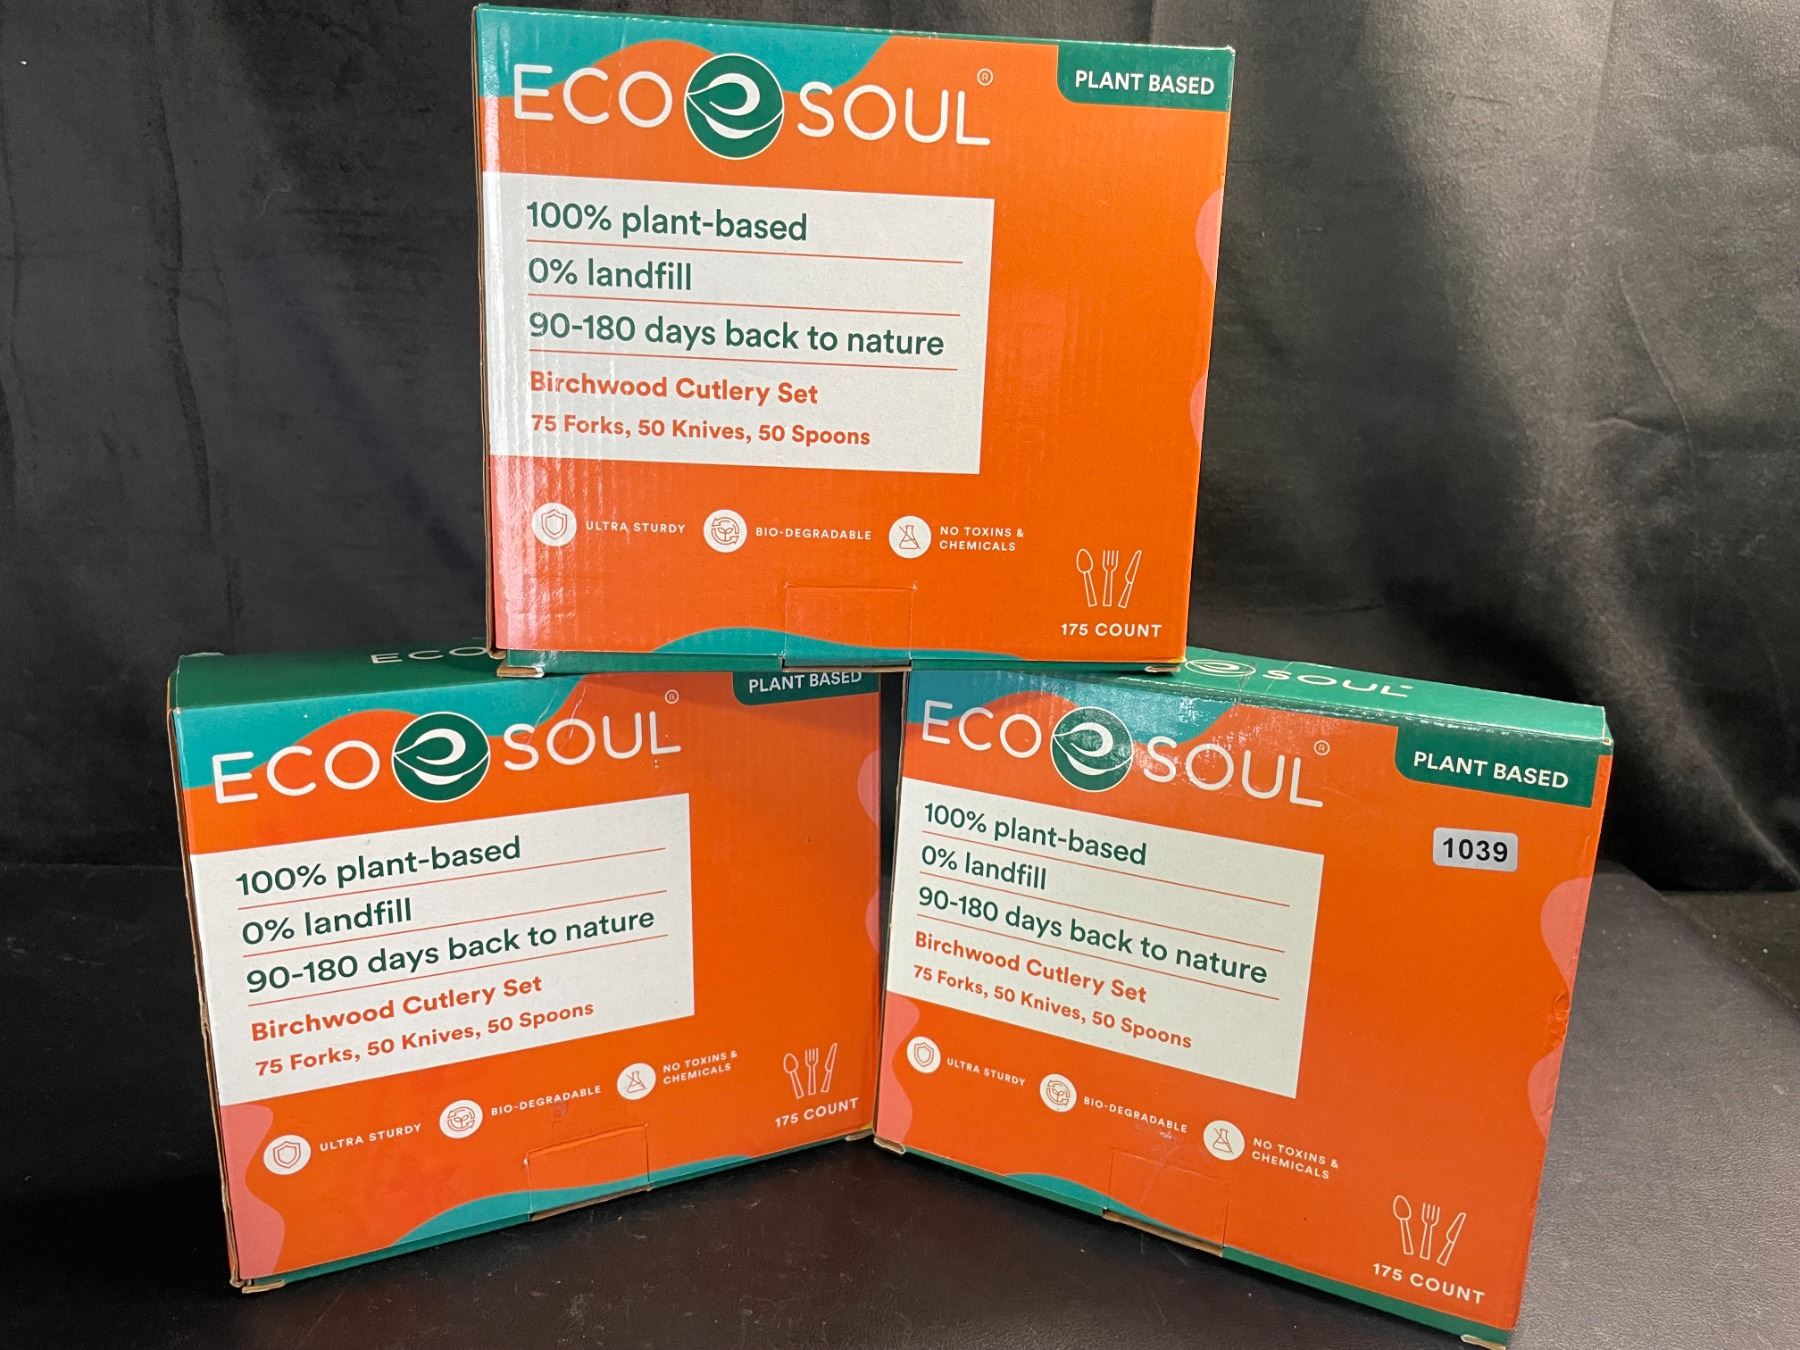 ECO SOUL®
PLANT BASED
100% plant-based
0% landfill
90-180 days back to nature
Birchwood Cutlery Set
75 Forks, 50 Knives, 50 Spoons
ULTRA STURDY
BIO-DEGRADABLE
NO TOXINS &
CHEMICALS
175 COUNT
ECO
PLANT BASED
ECO SOUL®
100% plant-based
0% landfill
90-180 days back to nature
Birchwood Cutlery Set
75 Forks, 50 Knives, 50 Spoons
ULTRA STURDY
BIO-DEGRADABLE
NO TOXINS &
CHEMICALS
175 COUNT
SOUL
ECO SOUL®
PLANT BASED
1039
100% plant-based
0% landfill
90-180 days back to nature
Birchwood Cutlery Set
75 Forks, 50 Knives, 50 Spoons
ULTRA STURDY
BIO-DEGRADABLE
NO TOXINS &
CHEMICALS
175 COUNT